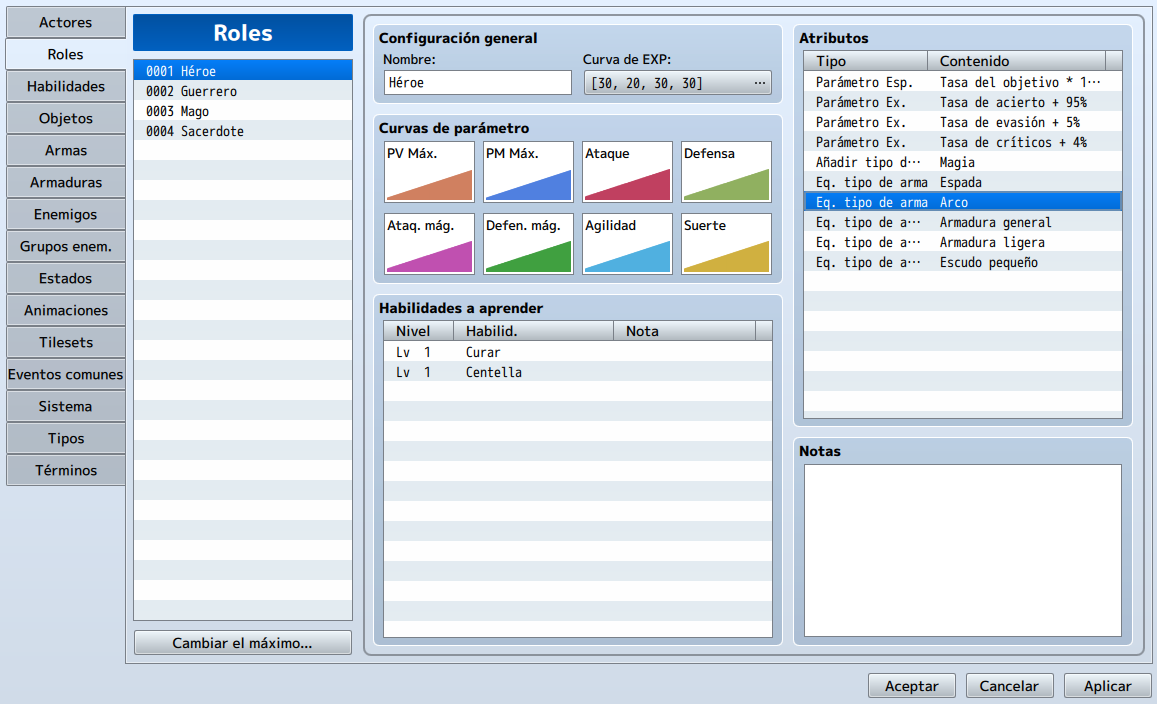 Actores
Roles
Habilidades
Objetos
Armas
Armaduras
Enemigos
Grupos enem.
Estados
Animaciones
Tilesets
Eventos comunes
Sistema
Tipos
Términos
Roles
0001 Héroe
0002 Guerrero
0003 Mago
0004 Sacerdote
Cambiar el máximo...
Configuración general
Nombre: Curva de EXP:
Héroe [30, 20, 30, 30] ...
Curvas de parámetro
PV Máx. PM Máx. Ataque Defensa
Ataq. mág. Defen. mág. Agilidad Suerte
Habilidades a aprender
Nivel Habilid. Nota
Lv 1 Curar
Lv 1 Centella
Atributos
Tipo Contenido
Parámetro Esp. Tasa del objetivo * 1...
Parámetro Ex. Tasa de acierto + 95%
Parámetro Ex. Tasa de evasión + 5%
Parámetro Ex. Tasa de críticos + 4%
Añadir tipo d... Magia
Eq. tipo de arma Espada
Eq. tipo de arma Arco
Eq. tipo de a... Armadura general
Eq. tipo de a... Armadura ligera
Eq. tipo de a... Escudo pequeño
Notas
Aceptar Cancelar Aplicar